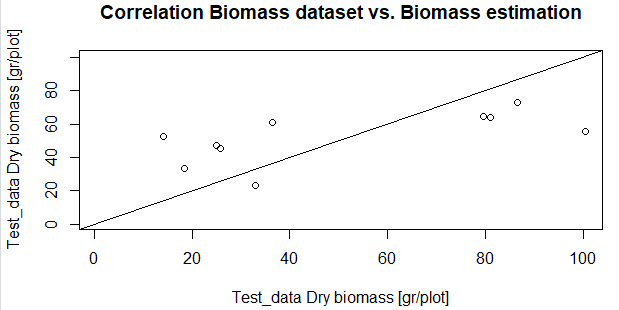 Correlation Biomass dataset vs. Biomass estimation
Test_data Dry biomass [gr/plot]
80
60
40
20
0
0 20 40 60 80 100
Test_data Dry biomass [gr/plot]